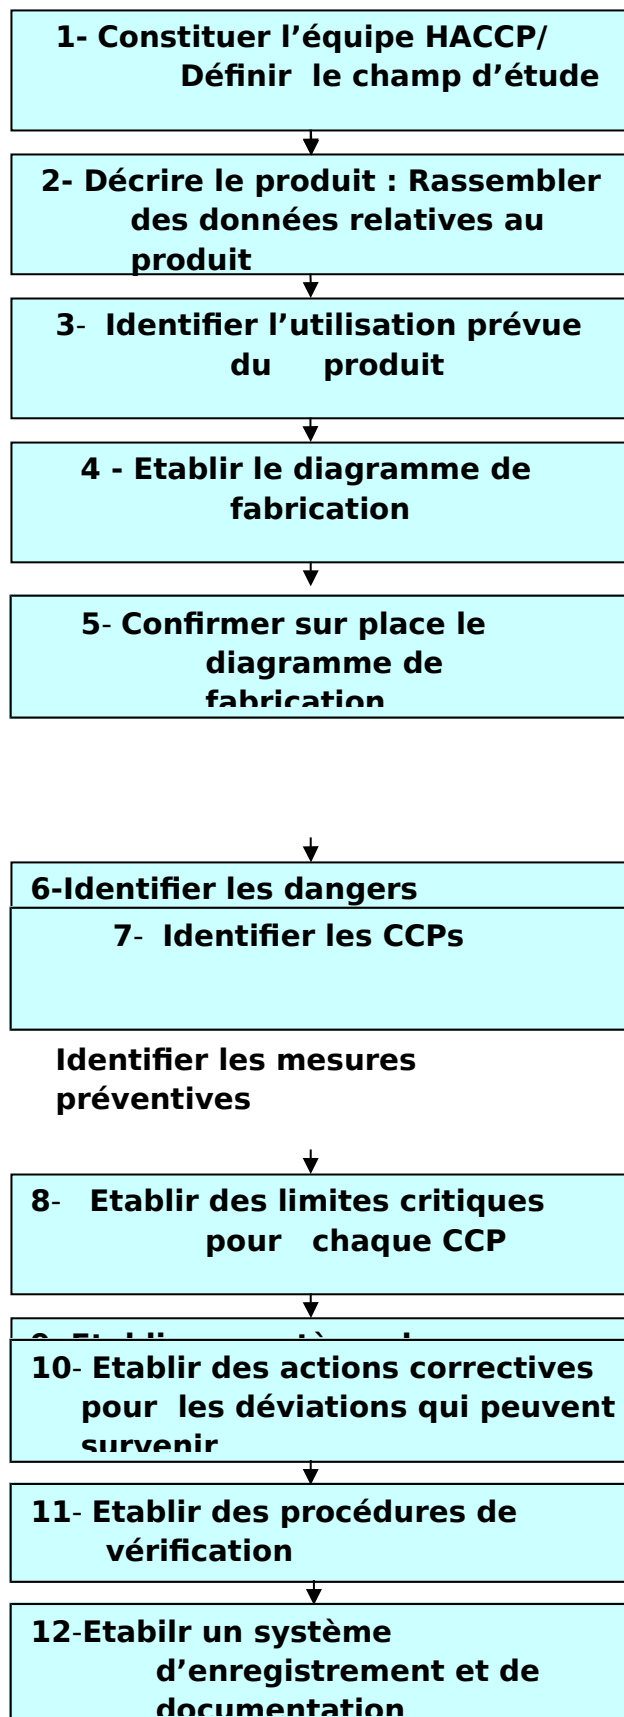 1- Constituer l’équipe HACCP/
Définir le champ d’étude
2- Décrire le produit : Rassembler
des données relatives au
produit
3- Identifier l’utilisation prévue
du produit
4 - Etablir le diagramme de
fabrication
5- Confirmer sur place le
diagramme de
fabrication
6-Identifier les dangers
7- Identifier les CCPs
Identifier les mesures
préventives
8- Etablir des limites critiques
pour chaque CCP
10- Etablir des actions correctives
pour les déviations qui peuvent
survenir
11- Etablir des procédures de
vérification
12-Etabilr un système
d’enregistrement et de
documentation